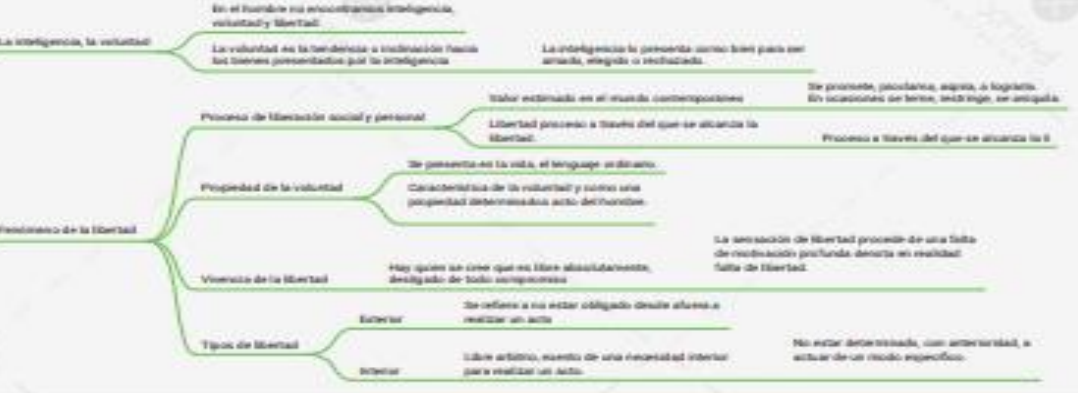 En el hombre no encontramos inteligencia,
voluntad y libertad.
La inteligencia, la voluntad
La voluntad es la tendencia o inclinación hacia
los bienes presentados por la inteligencia
La inteligencia lo presenta como bien para ser
amado, elegido o rechazado.
Proceso de liberación social y personal
Valor estimado en el mundo contemporáneo
Se promete, proclama, aspira, a lograrla.
En ocasiones se teme, restringe, se aniquila.
Libertad proceso a través del que se alcanza la
libertad.
Proceso a través del que se alcanza la li
Propiedad de la voluntad
Se presenta en la vida, el lenguaje ordinario.
Característica de la voluntad y como una
propiedad determinados acto del hombre.
Fenómeno de la libertad
Vivencia de la libertad
Hay quien se cree que es libre absolutamente,
desligado de todo compromiso
La sensación de libertad procede de una falta
de motivación profunda denota en realidad
falta de libertad.
Tipos de libertad
Exterior
Se refiere a no estar obligado desde afuera a
realizar un acto
Interior
Libre arbitrio, exento de una necesidad interior
para realizar un acto.
No estar determinado, con anterioridad, a
actuar de un modo específico.